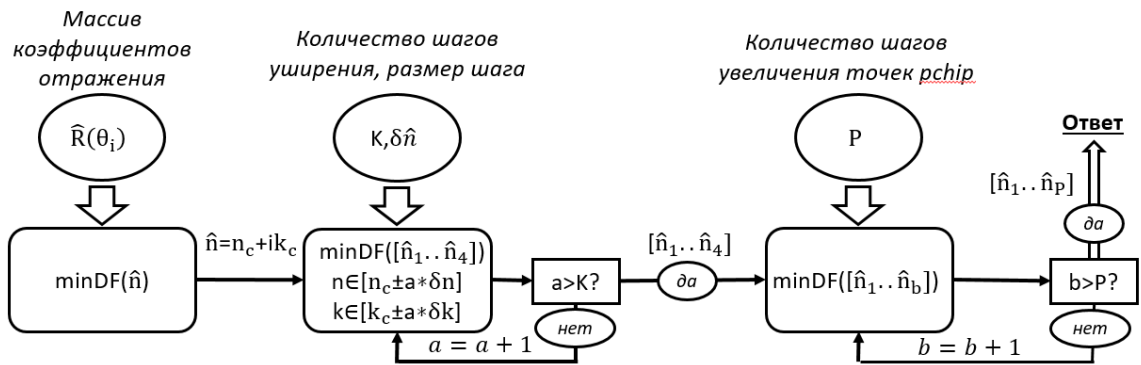 Массив
коэффициентов
отражения
R̂(θᵢ)
minDF(n̂)
n̂=n_c+ik_c
Количество шагов
уширения, размер шага
K,δn̂
minDF([n̂₁..n̂₄])
n∈[n_c±a*δn]
k∈[k_c±a*δk]
a>K?
нет
a = a + 1
да
[n̂₁..n̂₄]
Количество шагов
увеличения точек pchip
P
minDF([n̂₁..n̂_b])
b>P?
нет
b = b + 1
да
[n̂₁..n̂_P]
Ответ